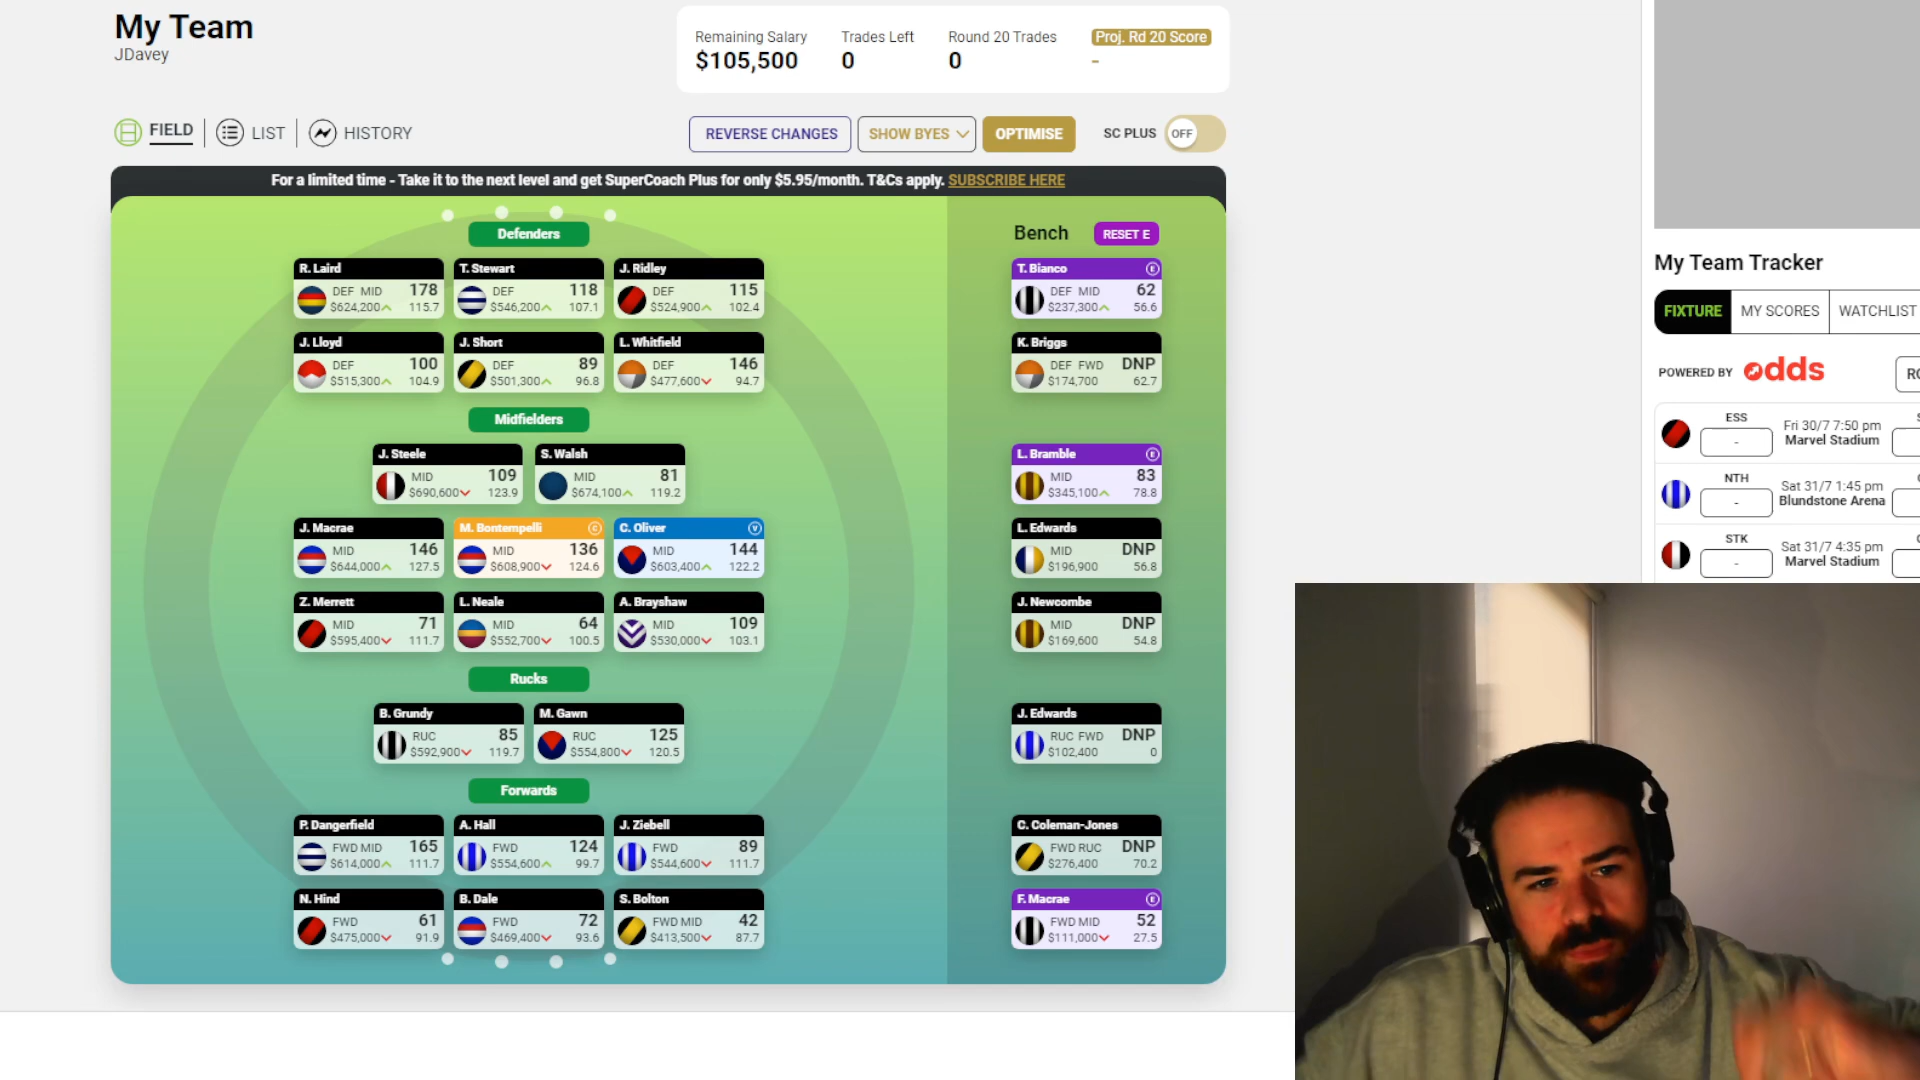 My Team
JDavey
Remaining Salary
$105,500
Trades Left
0
Round 20 Trades
0
Proj. Rd 20 Score
-
FIELD
LIST
HISTORY
REVERSE CHANGES
SHOW BYES
OPTIMISE
SC PLUS
OFF
For a limited time - Take it to the next level and get SuperCoach Plus for only $5.95/month. T&Cs apply. SUBSCRIBE HERE
Defenders
Bench
RESET E
R. Laird
DEF MID 178
$624,200 115.7
T. Stewart
DEF 118
$546,200 107.1
J. Ridley
DEF 115
$524,900 102.4
T. Bianco E
DEF MID 62
$237,300 56.6
J. Lloyd
DEF 100
$515,300 104.9
J. Short
DEF 89
$501,300 96.8
L. Whitfield
DEF 146
$477,600 94.7
K. Briggs
DEF FWD DNP
$174,700 62.7
Midfielders
J. Steele
MID 109
$690,600 123.9
S. Walsh
MID 81
$674,100 119.2
L. Bramble E
MID 83
$345,100 78.8
J. Macrae
MID 146
$644,000 127.5
M. Bontempelli C
MID 136
$608,900 124.6
C. Oliver V
MID 144
$603,400 122.2
L. Edwards
MID DNP
$196,900 56.8
Z. Merrett
MID 71
$595,400 111.7
L. Neale
MID 64
$552,700 100.5
A. Brayshaw
MID 109
$530,000 103.1
J. Newcombe
MID DNP
$169,600 54.8
Rucks
B. Grundy
RUC 85
$592,900 119.7
M. Gawn
RUC 125
$554,800 120.5
J. Edwards
RUC FWD DNP
$102,400 0
Forwards
P. Dangerfield
FWD MID 165
$614,000 111.7
A. Hall
FWD 124
$554,600 99.7
J. Ziebell
FWD 89
$544,600 111.7
C. Coleman-Jones
FWD RUC DNP
$276,400 70.2
N. Hind
FWD 61
$475,000 91.9
B. Dale
FWD 72
$469,400 93.6
S. Bolton
FWD MID 42
$413,500 87.7
F. Macrae E
FWD MID 52
$111,000 27.5
My Team Tracker
FIXTURE
MY SCORES
WATCHLIST
POWERED BY odds
RO
ESS
-
Fri 30/7 7:50 pm
Marvel Stadium
NTH
-
Sat 31/7 1:45 pm
Blundstone Arena
STK
-
Sat 31/7 4:35 pm
Marvel Stadium